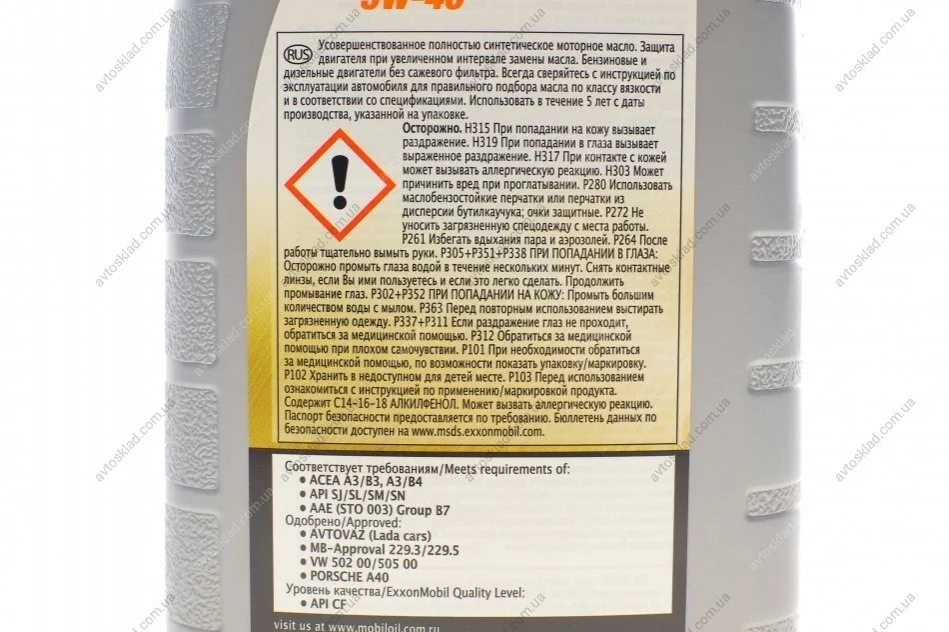 5W-40
RUS Усовершенствованное полностью синтетическое моторное масло. Защита
двигателя при увеличенном интервале замены масла. Бензиновые и
дизельные двигатели без сажевого фильтра. Всегда сверяйтесь с инструкцией по
эксплуатации автомобиля для правильного подбора масла по классу вязкости
и в соответствии со спецификациями. Использовать в течение 5 лет с даты
производства, указанной на упаковке.
Осторожно. H315 При попадании на кожу вызывает
раздражение. H319 При попадании в глаза вызывает
выраженное раздражение. H317 При контакте с кожей
может вызывать аллергическую реакцию. H303 Может
причинить вред при проглатывании. P280 Использовать
маслобензостойкие перчатки или перчатки из
дисперсии бутилкаучука; очки защитные. P272 Не
уносить загрязненную спецодежду с места работы.
P261 Избегать вдыхания пара и аэрозолей. P264 После
работы тщательно вымыть руки. P305+P351+P338 ПРИ ПОПАДАНИИ В ГЛАЗА:
Осторожно промыть глаза водой в течение нескольких минут. Снять контактные
линзы, если Вы ими пользуетесь и если это легко сделать. Продолжить
промывание глаз. P302+P352 ПРИ ПОПАДАНИИ НА КОЖУ: Промыть большим
количеством воды с мылом. P363 Перед повторным использованием выстирать
загрязненную одежду. P337+P311 Если раздражение глаз не проходит,
обратиться за медицинской помощью. P312 Обратиться за медицинской
помощью при плохом самочувствии. P101 При необходимости обратиться
за медицинской помощью, по возможности показать упаковку/маркировку.
P102 Хранить в недоступном для детей месте. P103 Перед использованием
ознакомиться с инструкцией по применению/маркировкой продукта.
Содержит C14-16-18 АЛКИЛФЕНОЛ. Может вызвать аллергическую реакцию.
Паспорт безопасности предоставляется по требованию. Бюллетень данных по
безопасности доступен на www.msds.exxonmobil.com.
Соответствует требованиям/Meets requirements of:
• ACEA A3/B3, A3/B4
• API SJ/SL/SM/SN
• AAE (STO 003) Group B7
Одобрено/Approved:
• AVTOVAZ (Lada cars)
• MB-Approval 229.3/229.5
• VW 502 00/505 00
• PORSCHE A40
Уровень качества/ExxonMobil Quality Level:
• API CF
visit us at www.mobiloil.com.ru
avtosklad.com.ua